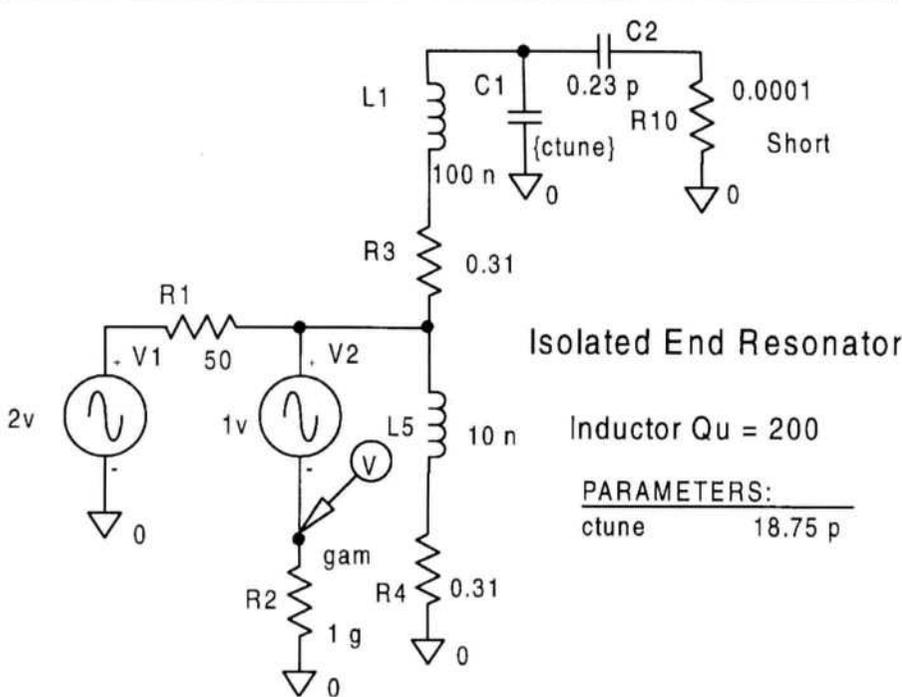 C2
L1
C1
0.23 p
0.0001
R10
{ctune}
Short
100 n
0
0
R3
0.31
R1
Isolated End Resonator
+ V1
50
+ V2
2v
1v
L5
10 n
Inductor Qu = 200
-
-
V
PARAMETERS:
ctune 18.75 p
0
gam
R2
R4
0.31
1 g
0
0